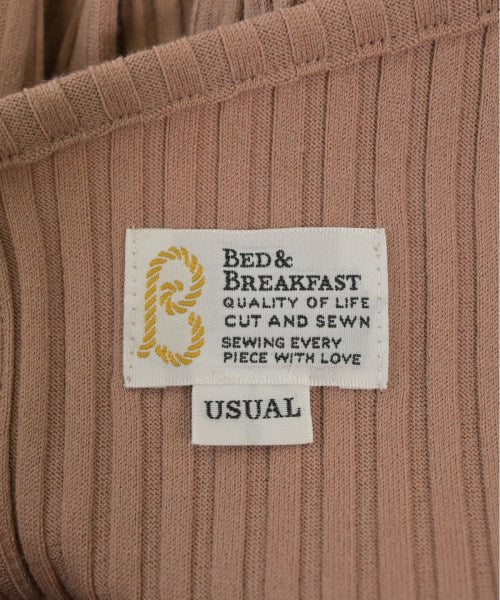 B
BED &
BREAKFAST
QUALITY OF LIFE
CUT AND SEWN
SEWING EVERY
PIECE WITH LOVE
USUAL